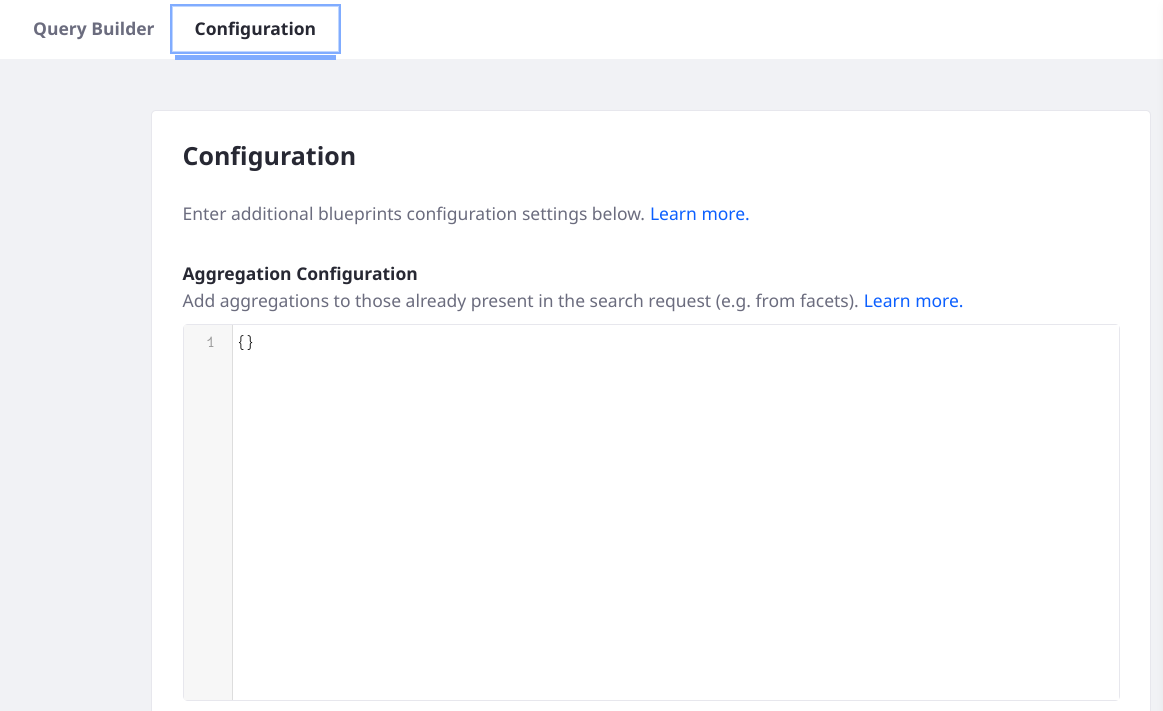 Query Builder Configuration
Configuration
Enter additional blueprints configuration settings below. Learn more.
Aggregation Configuration
Add aggregations to those already present in the search request (e.g. from facets). Learn more.
1 {}